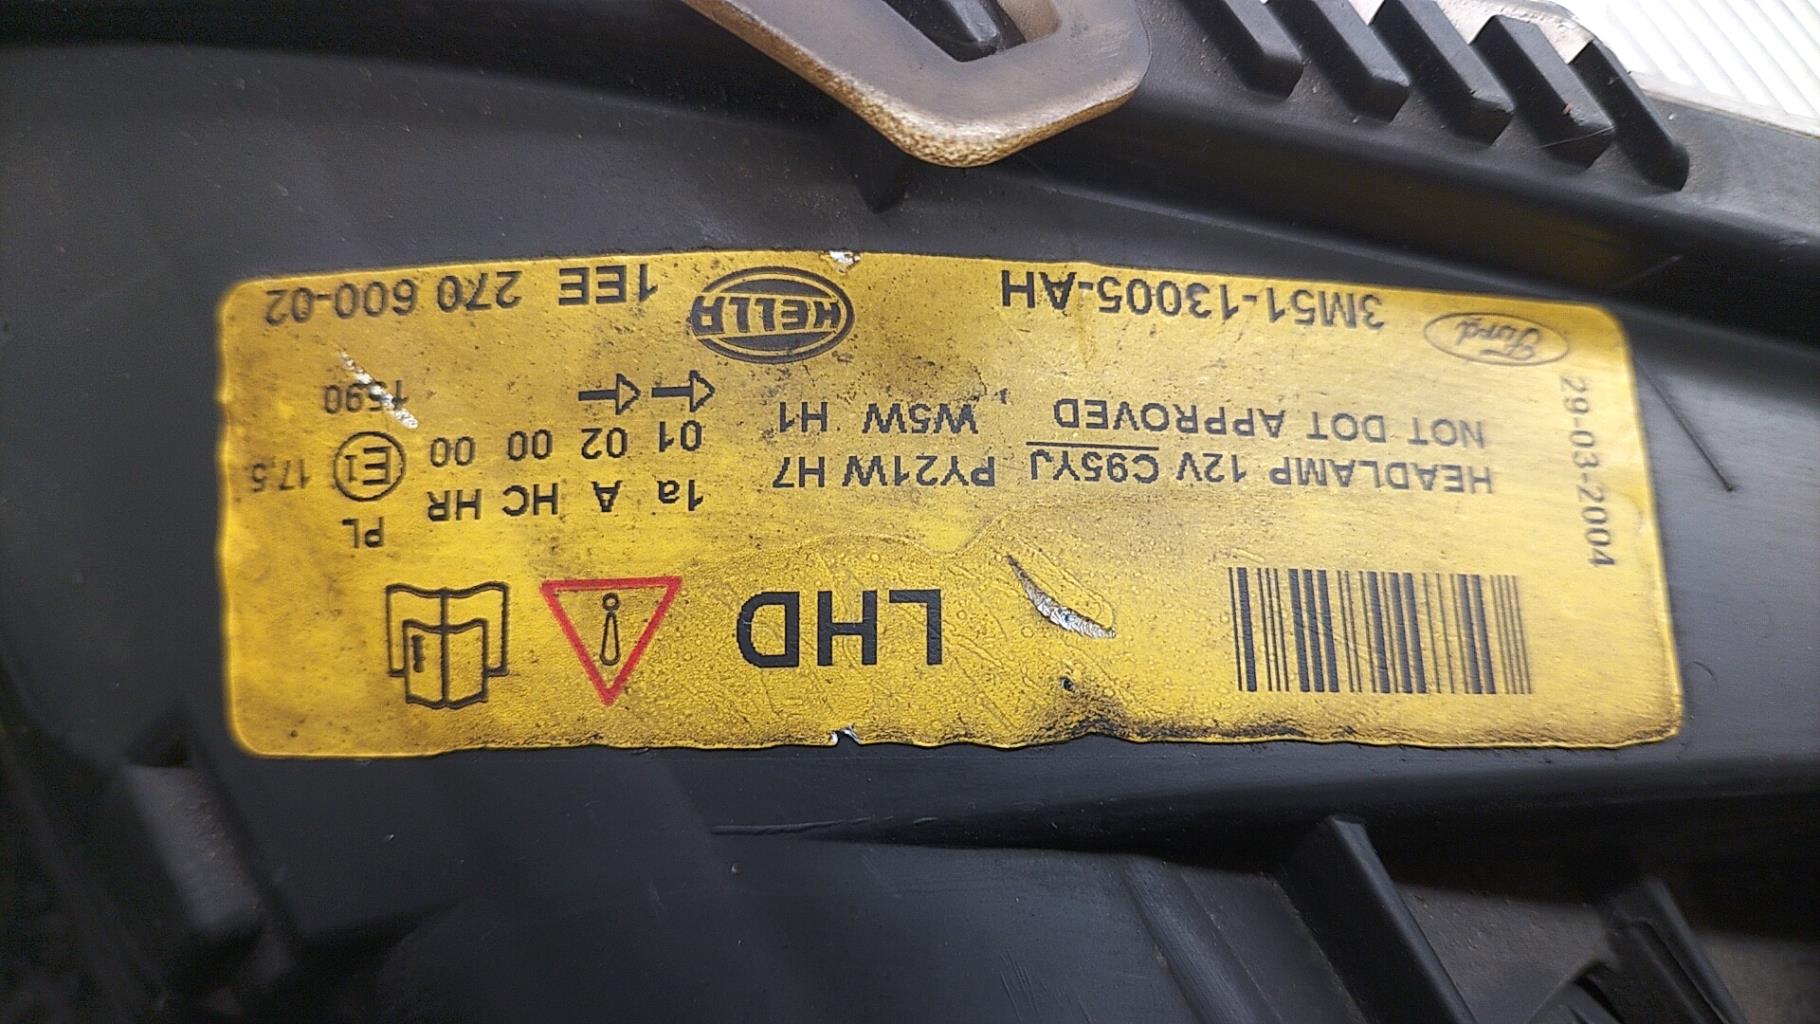 Ford 3M51-13005-AH HELLA 1EE 270 600-02
29-03-2004
NOT DOT APPROVED W5W H1
HEADLAMP 12V C95YJ PY21W H7
1590
01 02 00 00 E1 17,5
1a A HC HR PL
LHD